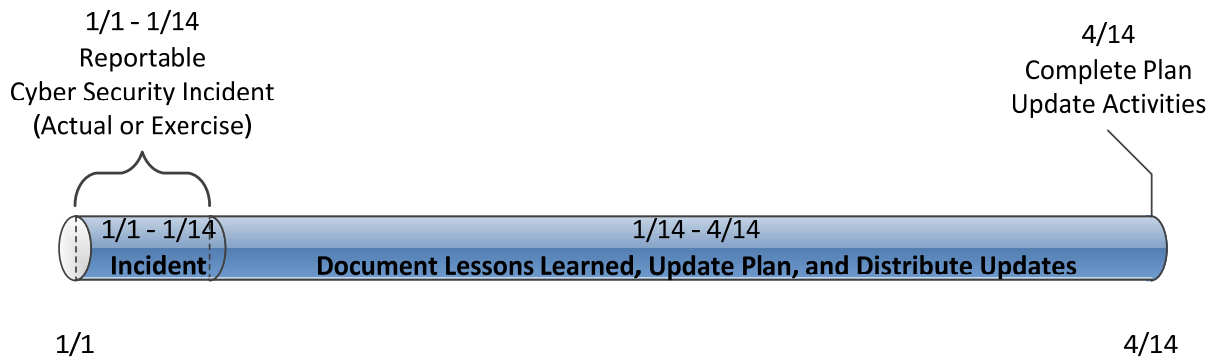 1/1 - 1/14
Reportable
Cyber Security Incident
(Actual or Exercise)
4/14
Complete Plan
Update Activities
1/1 - 1/14
Incident
1/14 - 4/14
Document Lessons Learned, Update Plan, and Distribute Updates
1/1
4/14